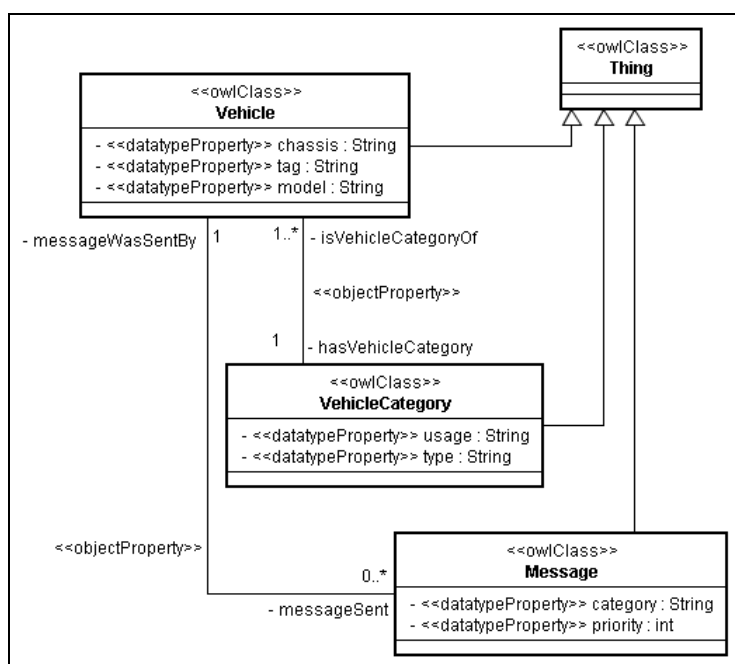 <<owlClass>>
Thing
<<owlClass>>
Vehicle
- <<datatypeProperty>> chassis : String
- <<datatypeProperty>> tag : String
- <<datatypeProperty>> model : String
- messageWasSentBy
1
1..*
- isVehicleCategoryOf
<<objectProperty>>
1
- hasVehicleCategory
<<owlClass>>
VehicleCategory
- <<datatypeProperty>> usage : String
- <<datatypeProperty>> type : String
<<objectProperty>>
0..*
- messageSent
<<owlClass>>
Message
- <<datatypeProperty>> category : String
- <<datatypeProperty>> priority : int